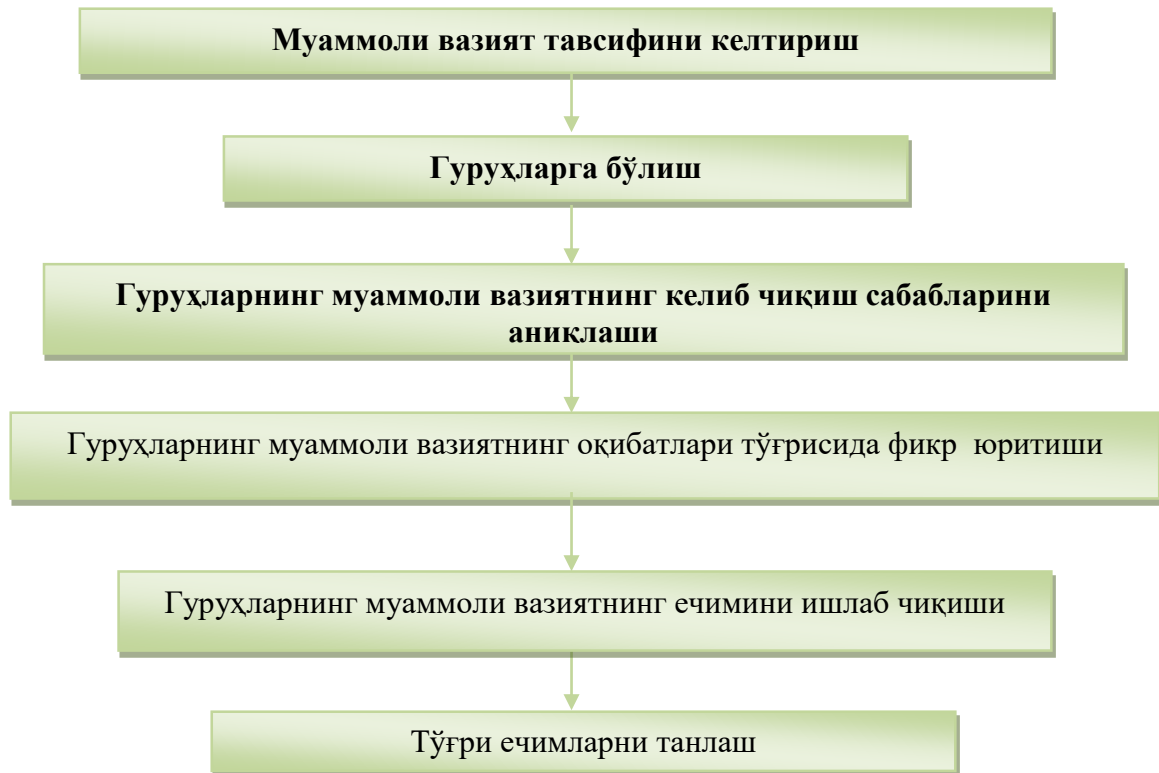 Муаммоли вазият тавсифини келтириш
Гуруҳларга бўлиш
Гуруҳларнинг муаммоли вазиятнинг келиб чиқиш сабабларини
аниқлаши
Гуруҳларнинг муаммоли вазиятнинг оқибатлари тўғрисида фикр юритиши
Гуруҳларнинг муаммоли вазиятнинг ечимини ишлаб чиқиши
Тўғри ечимларни танлаш